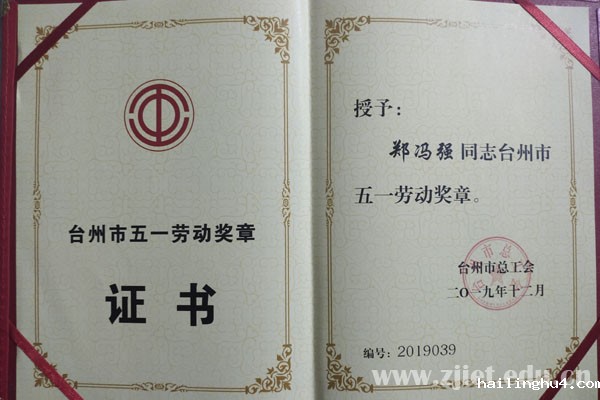 台州市五一劳动奖章
证书
授予：
郑冯强同志台州市
五一劳动奖章。
台州市总工会
二〇一九年十二月
编号：2019039
www.zjiet.edu.cn
hailinghu4.com